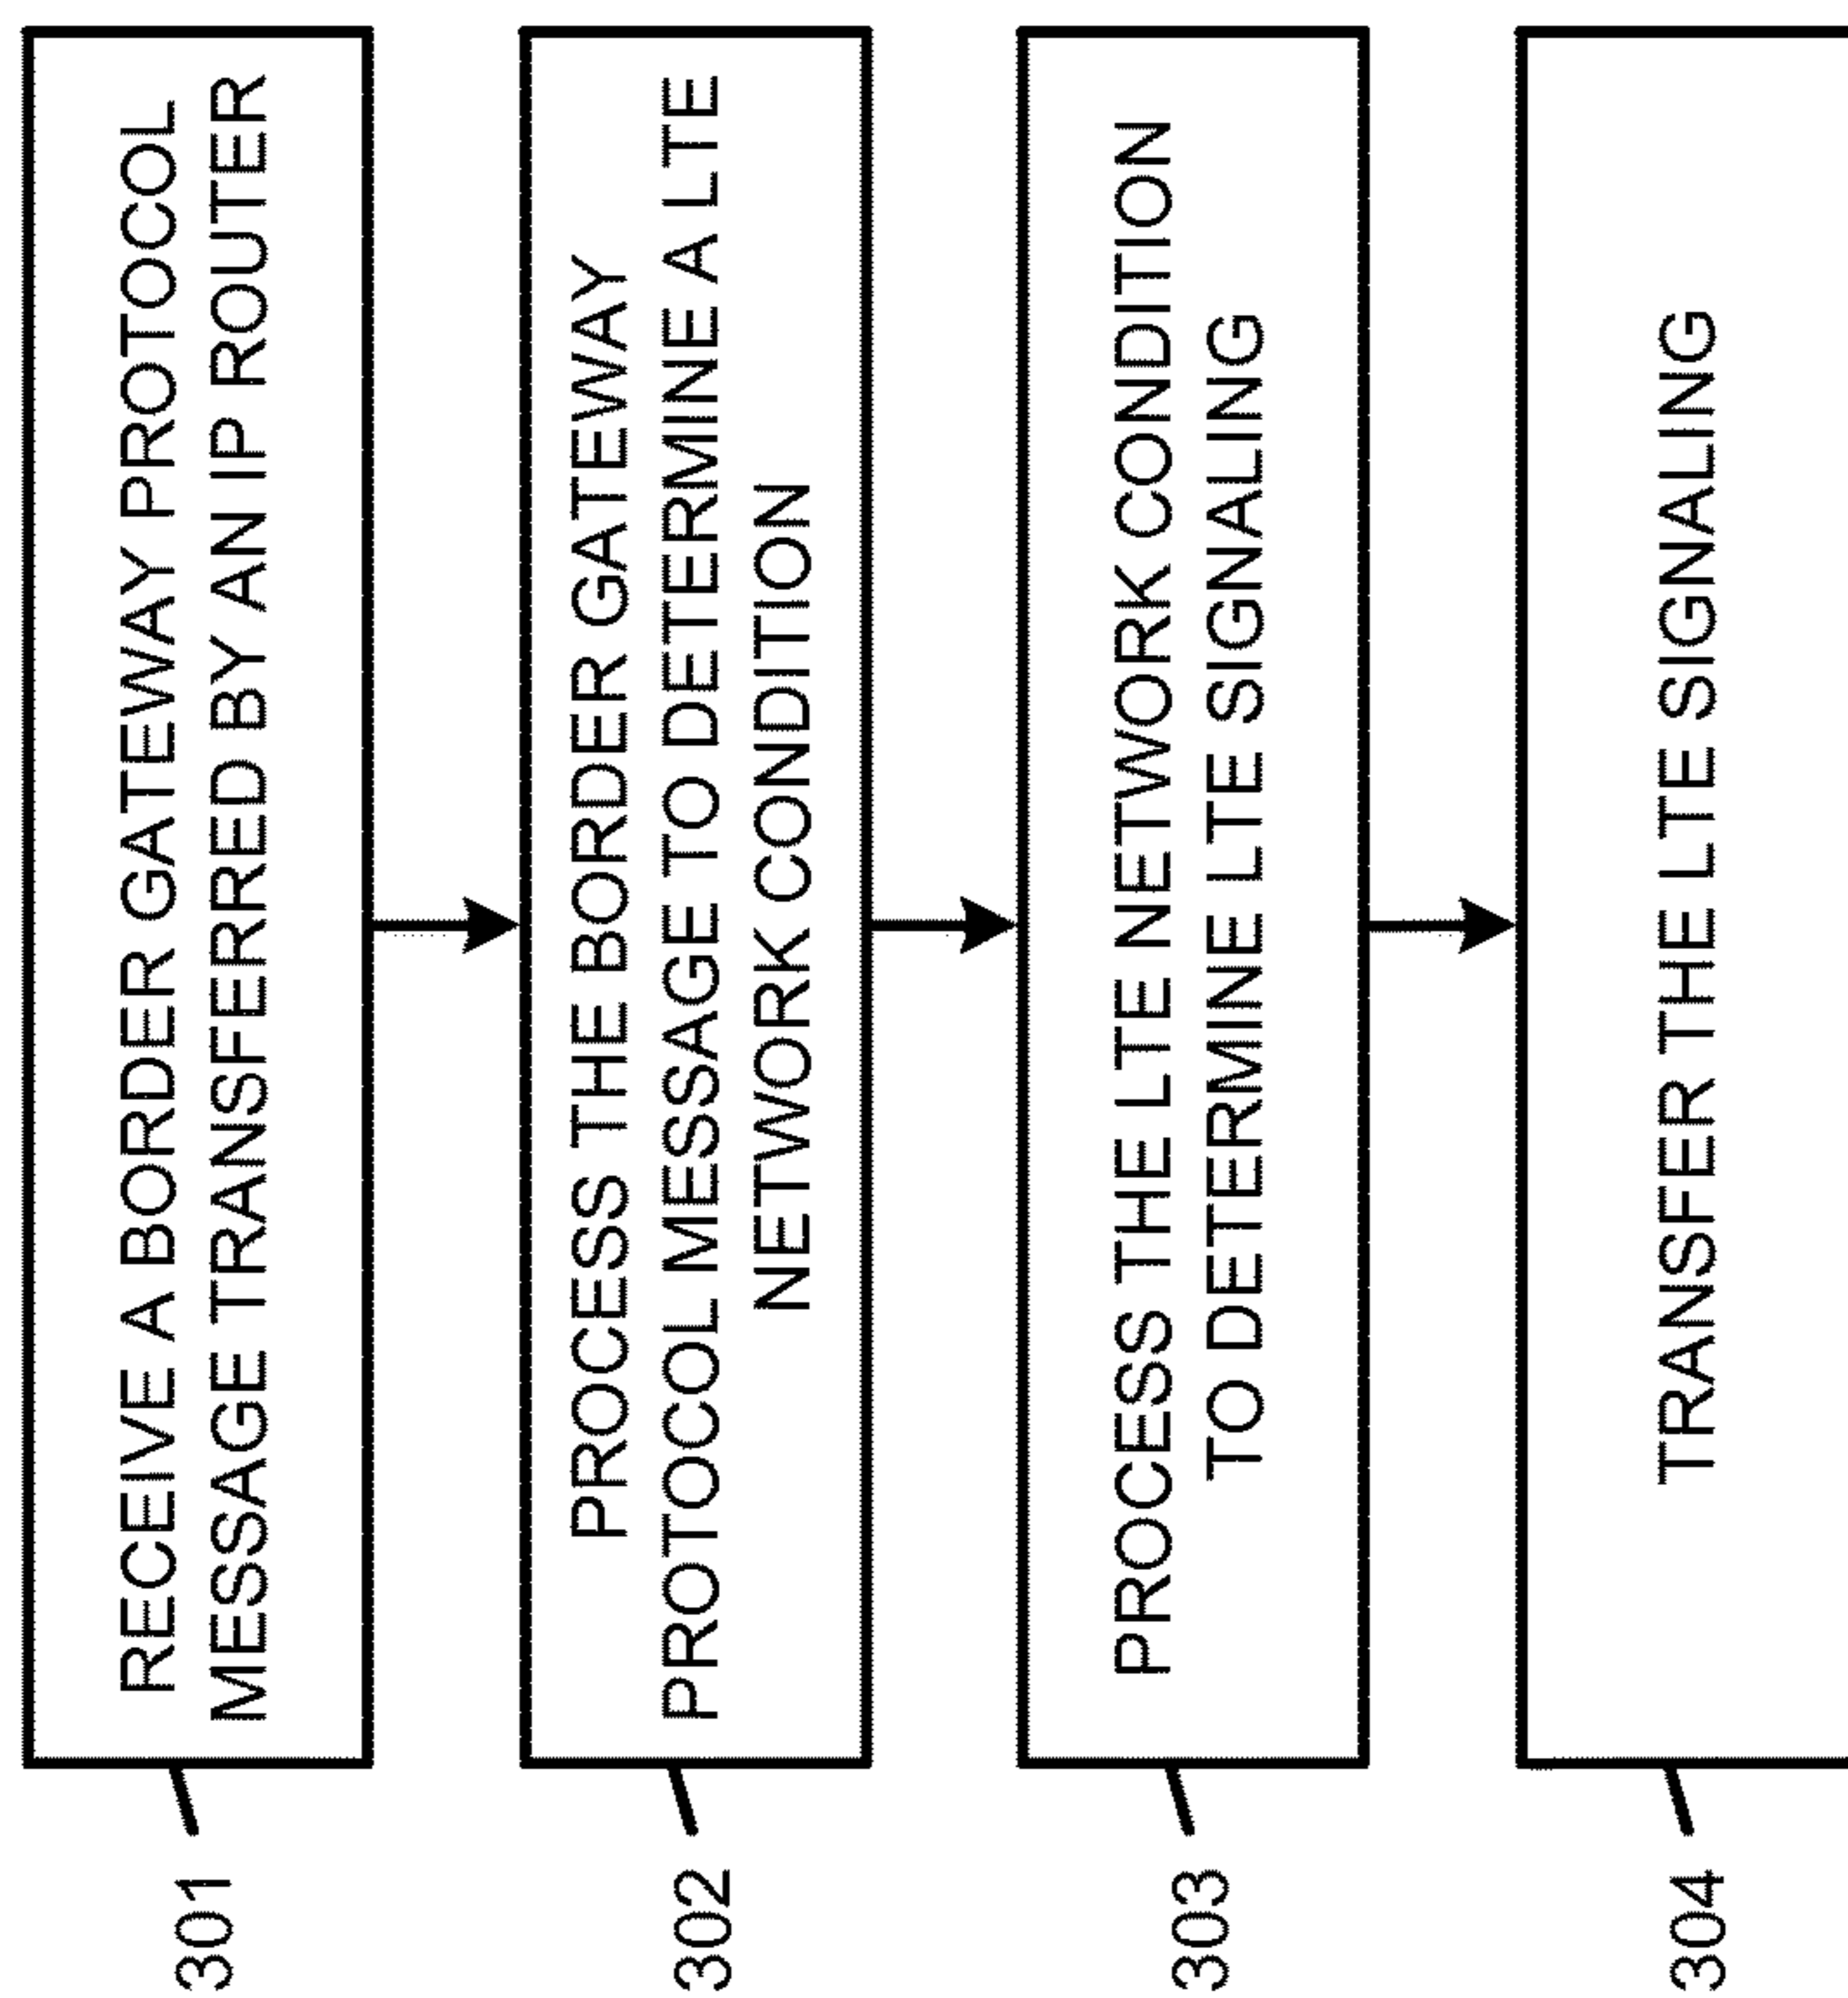 301
RECEIVE A BORDER GATEWAY PROTOCOL
MESSAGE TRANSFERRED BY AN IP ROUTER
302
PROCESS THE BORDER GATEWAY
PROTOCOL MESSAGE TO DETERMINE A LTE
NETWORK CONDITION
303
PROCESS THE LTE NETWORK CONDITION
TO DETERMINE LTE SIGNALING
304
TRANSFER THE LTE SIGNALING